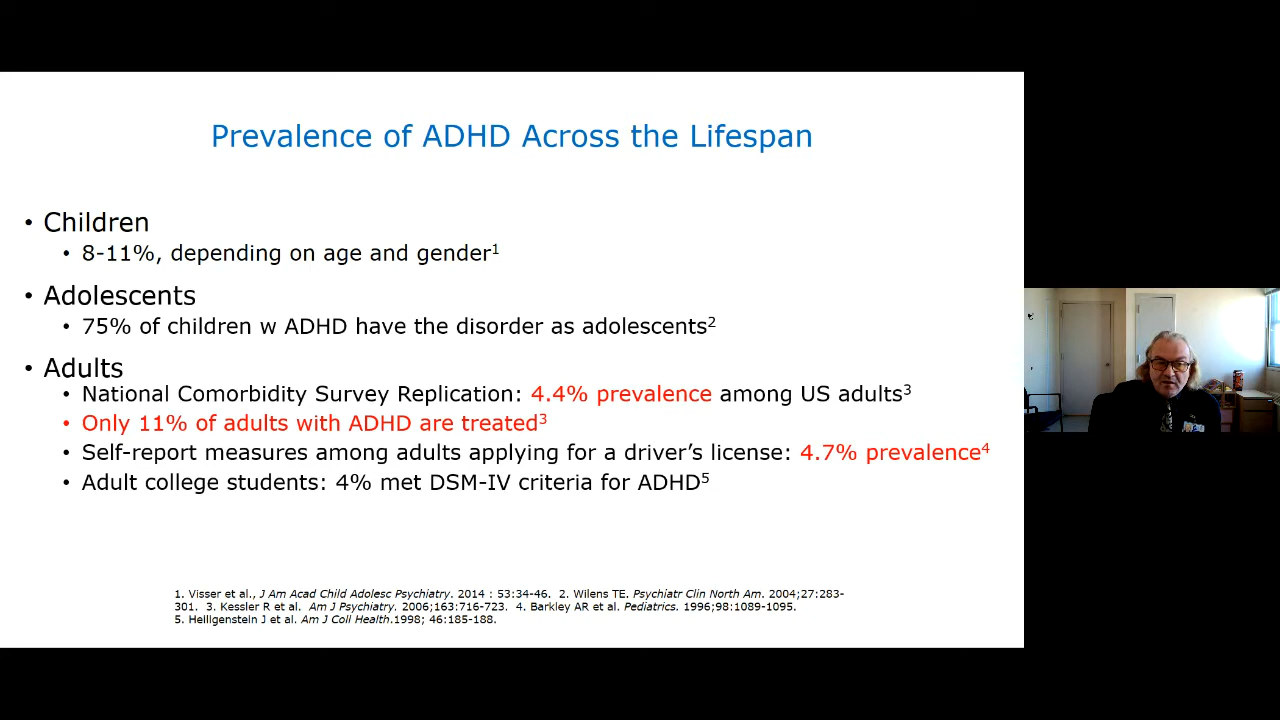 Prevalence of ADHD Across the Lifespan
• Children
• 8-11%, depending on age and gender1
• Adolescents
• 75% of children w ADHD have the disorder as adolescents2
• Adults
• National Comorbidity Survey Replication: 4.4% prevalence among US adults3
• Only 11% of adults with ADHD are treated3
• Self-report measures among adults applying for a driver’s license: 4.7% prevalence4
• Adult college students: 4% met DSM-IV criteria for ADHD5
1. Visser et al., J Am Acad Child Adolesc Psychiatry. 2014 : 53:34-46. 2. Wilens TE. Psychiatr Clin North Am. 2004;27:283-
301. 3. Kessler R et al. Am J Psychiatry. 2006;163:716-723. 4. Barkley AR et al. Pediatrics. 1996;98:1089-1095.
5. Heiligenstein J et al. Am J Coll Health.1998; 46:185-188.